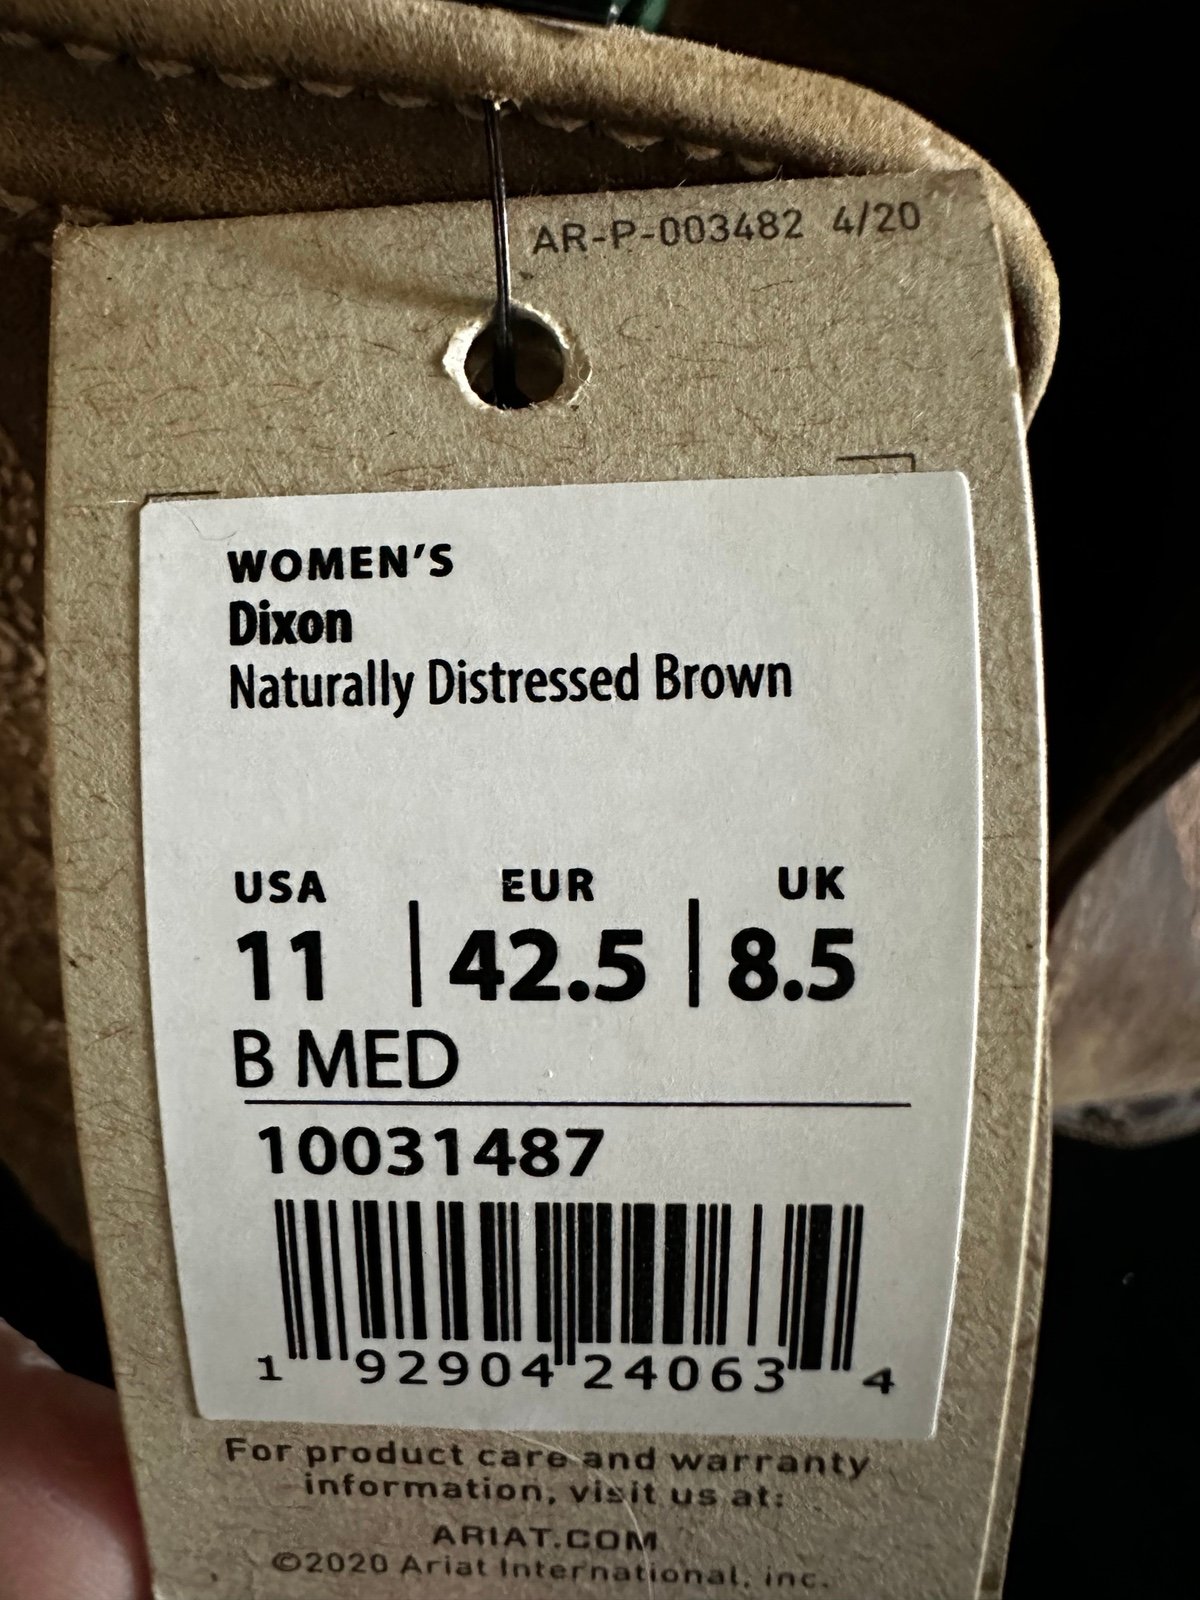 AR-P-003482 4/20
WOMEN'S
Dixon
Naturally Distressed Brown
USA EUR UK
11 | 42.5 | 8.5
B MED
10031487
1 92904 24063 4
For product care and warranty
information, visit us at:
ARIAT.COM
©2020 Ariat International, inc.